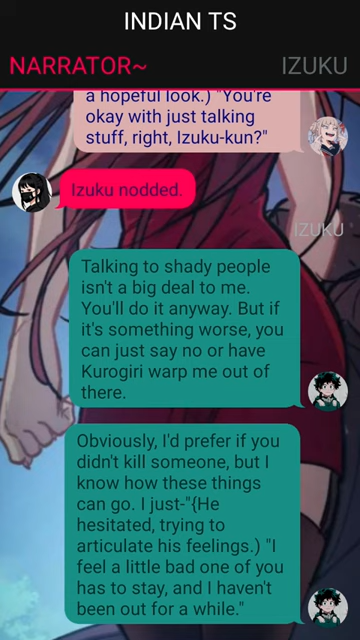 INDIAN TS
NARRATOR~ IZUKU
a hopeful look.) "You're
okay with just talking
stuff, right, Izuku-kun?"
Izuku nodded.
IZUKU
Talking to shady people
isn't a big deal to me.
You'll do it anyway. But if
it's something worse, you
can just say no or have
Kurogiri warp me out of
there.
Obviously, I'd prefer if you
didn't kill someone, but I
know how these things
can go. I just-"{He
hesitated, trying to
articulate his feelings.) "I
feel a little bad one of you
has to stay, and I haven't
been out for a while."